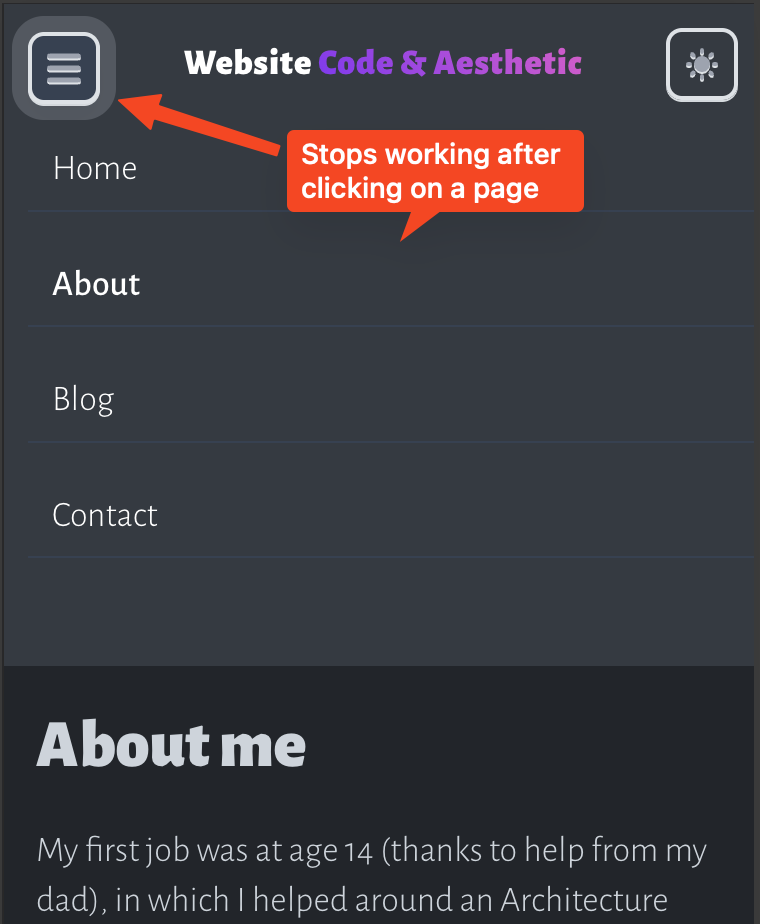 Website Code & Aesthetic
Stops working after
clicking on a page
Home
About
Blog
Contact
About me
My first job was at age 14 (thanks to help from my
dad), in which I helped around an Architecture